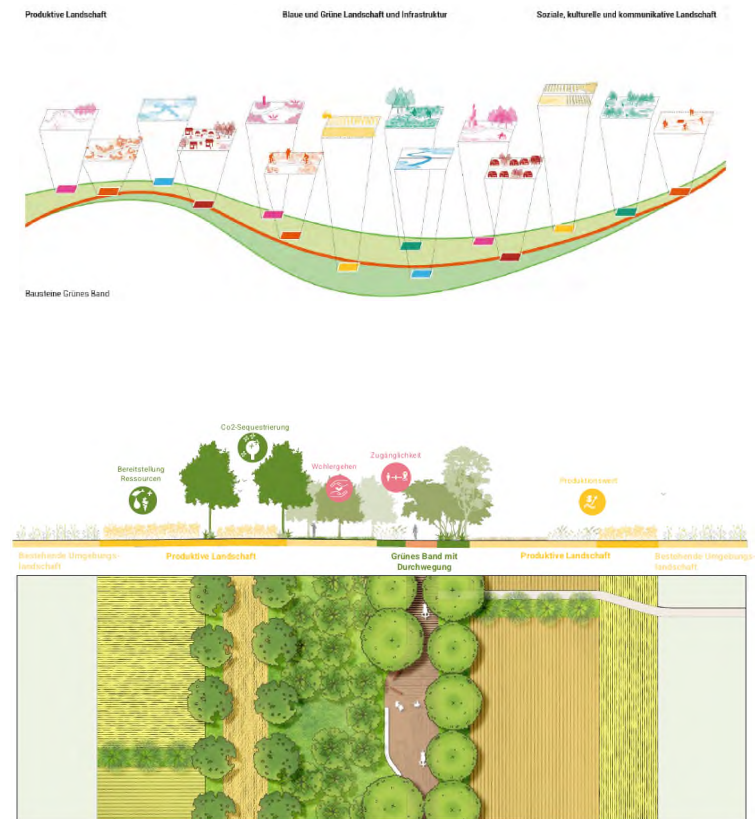 Produktive Landschaft
Blaue und Grüne Landschaft und Infrastruktur
Soziale, kulturelle und kommunikative Landschaft
Bausteine Grünes Band
Co2-Sequestrierung
Bereitstellung
Ressourcen
Wohlergehen
Zugänglichkeit
Produktionswert
Bestehende Umgebungs-
landschaft
Produktive Landschaft
Grünes Band mit
Durchwegung
Produktive Landschaft
Bestehende Umgebungs-
landschaft